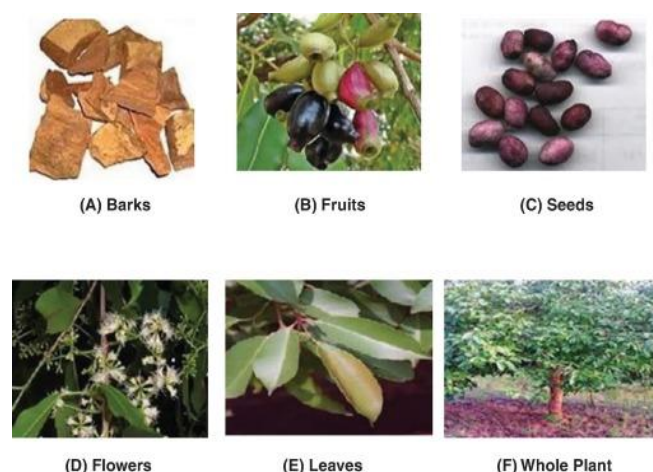 (A) Barks
(B) Fruits
(C) Seeds
(D) Flowers
(E) Leaves
(F) Whole Plant